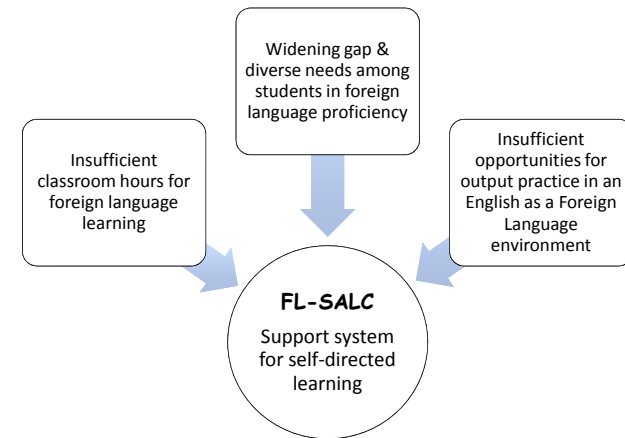 Widening gap &
diverse needs among
students in foreign
language proficiency
Insufficient
classroom hours for
foreign language
learning
Insufficient
opportunities for
output practice in an
English as a Foreign
Language
environment
FL-SALC
Support system
for self-directed
learning